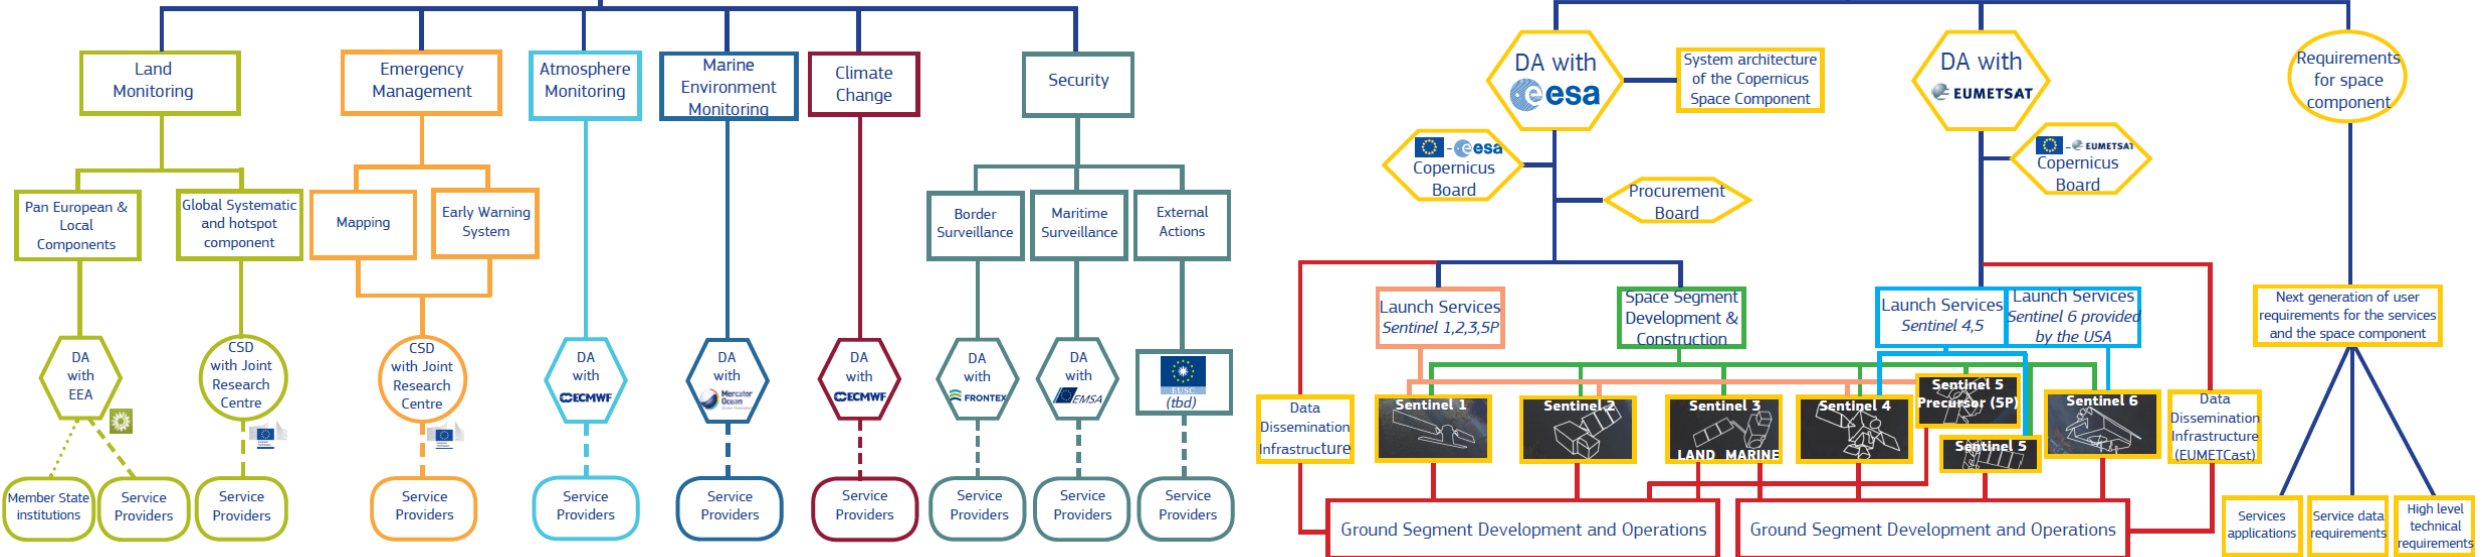 Land
Monitoring
Emergency
Management
Atmosphere
Monitoring
Marine
Environment
Monitoring
Climate
Change
Security
Pan European &
Local
Components
Global Systematic
and hotspot
component
Mapping
Early Warning
System
Border
Surveillance
Maritime
Surveillance
External
Actions
DA
with
EEA
CSD
with Joint
Research
Centre
CSD
with Joint
Research
Centre
DA
with
ECMWF
DA
with
Mercator
Ocean
DA
with
ECMWF
DA
with
FRONTEX
DA
with
EMSA
(tbd)
Member State
institutions
Service
Providers
Service
Providers
Service
Providers
Service
Providers
Service
Providers
Service
Providers
Service
Providers
Service
Providers
Service
Providers
DA with
esa
System architecture
of the Copernicus
Space Component
DA with
EUMETSAT
Requirements
for space
component
- esa
Copernicus
Board
Procurement
Board
- EUMETSAT
Copernicus
Board
Launch Services
Sentinel 1,2,3,5P
Space Segment
Development &
Construction
Launch Services
Sentinel 4,5
Launch Services
Sentinel 6 provided
by the USA
Next generation of user
requirements for the services
and the space component
Data
Dissemination
Infrastructure
Sentinel 1
Sentinel 2
Sentinel 3
LAND MARINE
Sentinel 4
Sentinel 5
Precursor (5P)
Sentinel 5
Sentinel 6
Data
Dissemination
Infrastructure
(EUMETCast)
Ground Segment Development and Operations
Ground Segment Development and Operations
Services
applications
Service data
requirements
High level
technical
requirements